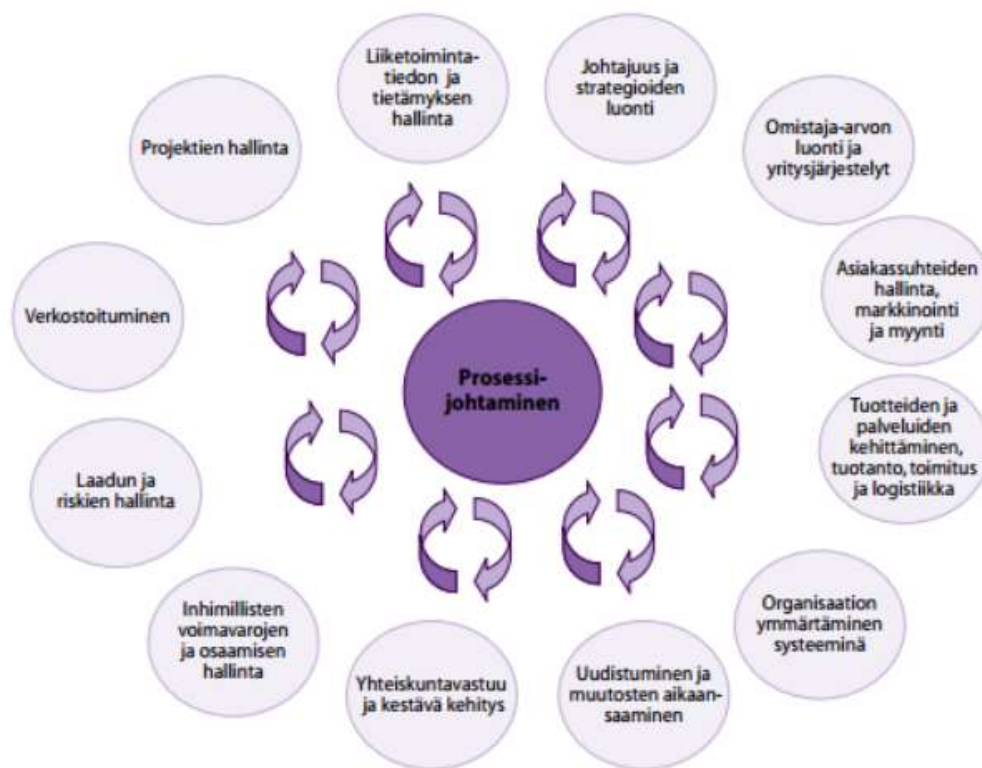 Liiketoiminta-
tiedon ja
tietämyksen
hallinta
Johtajuus ja
strategioiden
luonti
Omistaja-arvon
luonti ja
yritysjärjestelyt
Asiakassuhteiden
hallinta,
markkinointi
ja myynti
Tuotteiden ja
palveluiden
kehittäminen,
tuotanto, toimitus
ja logistiikka
Organisaation
ymmärtäminen
systeeminä
Uudistuminen ja
muutosten aikaan-
saaminen
Yhteiskuntavastuu
ja kestävä kehitys
Inhimillisten
voimavarojen
ja osaamisen
hallinta
Laadun ja
riskien hallinta
Verkostoituminen
Projektien hallinta
Prosessi-
johtaminen